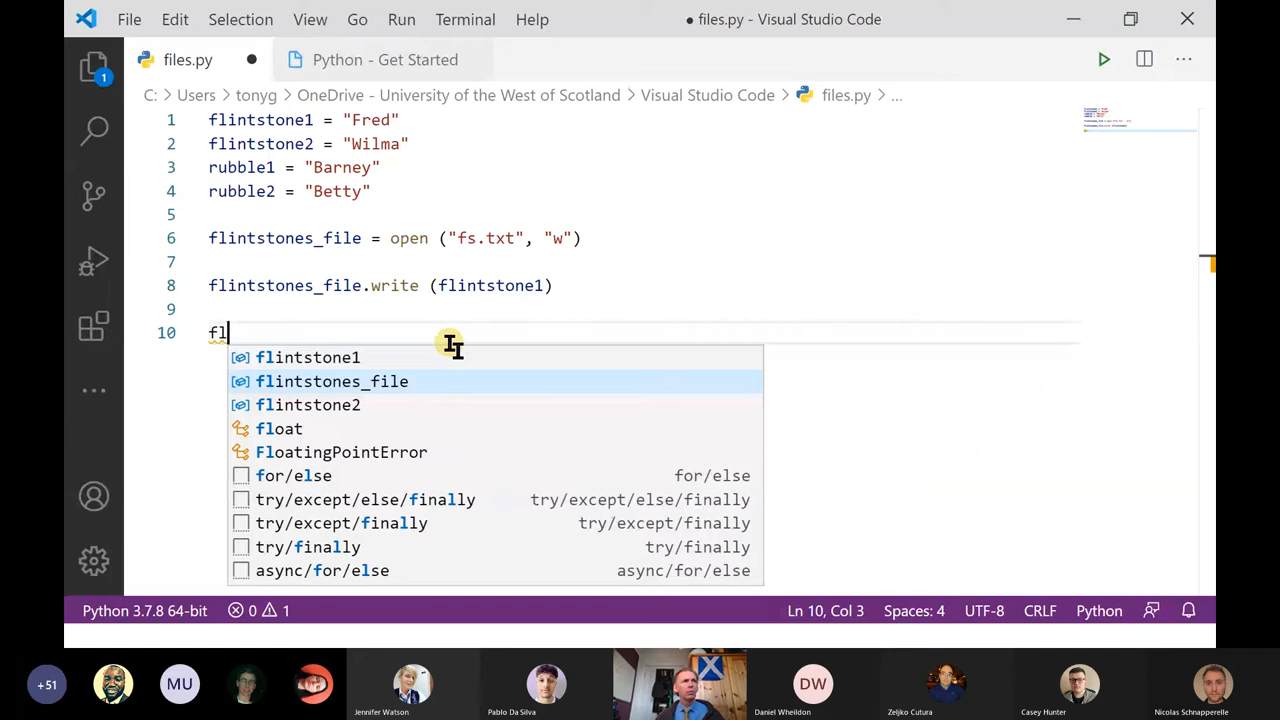 File Edit Selection View Go Run Terminal Help ● files.py - Visual Studio Code
files.py ● Python - Get Started
1
C: > Users > tonyg > OneDrive - University of the West of Scotland > Visual Studio Code > files.py > ...
1 flintstone1 = "Fred"
2 flintstone2 = "Wilma"
3 rubble1 = "Barney"
4 rubble2 = "Betty"
5
6 flintstones_file = open ("fs.txt", "w")
7
8 flintstones_file.write (flintstone1)
9
10 fl
flintstone1
flintstones_file
flintstone2
float
FloatingPointError
for/else for/else
try/except/else/finally try/except/else/finally
try/except/finally try/except/finally
try/finally try/finally
async/for/else async/for/else
Python 3.7.8 64-bit 0 1 Ln 10, Col 3 Spaces: 4 UTF-8 CRLF Python
+51 MU DW
Jennifer Watson Pablo Da Silva Daniel Wheildon Zeljko Cutura Casey Hunter Nicolas Schnapperelle